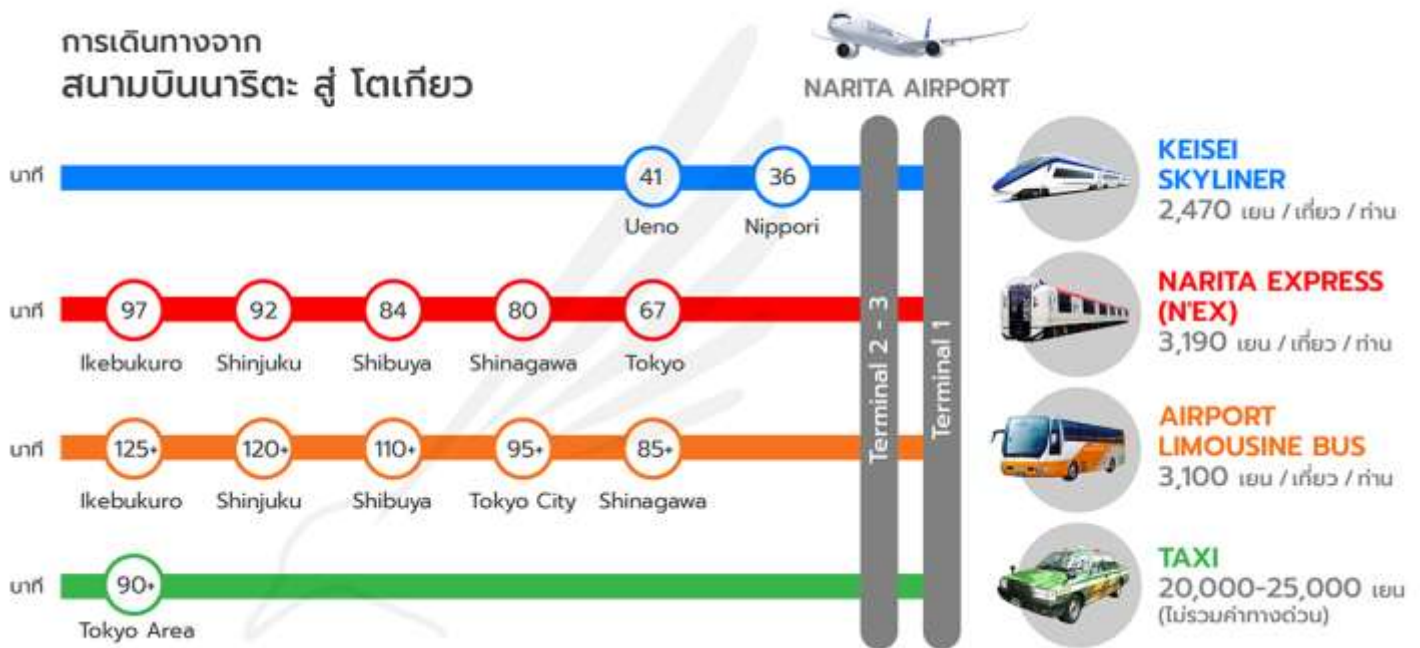 การเดินทางจาก
สนามบินนาริตะ สู่ โตเกียว
NARITA AIRPORT
Terminal 2 - 3
Terminal 1
นาที
41
36
Ueno
Nippori
KEISEI
SKYLINER
2,470 เยน / เที่ยว / ท่าน
นาที
97
92
84
80
67
Ikebukuro
Shinjuku
Shibuya
Shinagawa
Tokyo
NARITA EXPRESS
(N'EX)
3,190 เยน / เที่ยว / ท่าน
นาที
125+
120+
110+
95+
85+
Ikebukuro
Shinjuku
Shibuya
Tokyo City
Shinagawa
AIRPORT
LIMOUSINE BUS
3,100 เยน / เที่ยว / ท่าน
นาที
90+
Tokyo Area
TAXI
20,000-25,000 เยน
(ไม่รวมค่าทางด่วน)